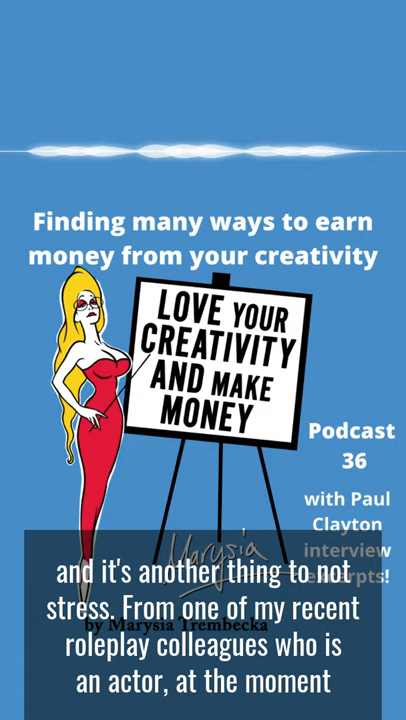 Finding many ways to earn
money from your creativity
LOVE YOUR
CREATIVITY
AND MAKE
MONEY
Podcast
36
with Paul
Clayton
interview
excerpts!
Marysia
by Marysia Trembecka
and it's another thing to not
stress. From one of my recent
roleplay colleagues who is
an actor, at the moment